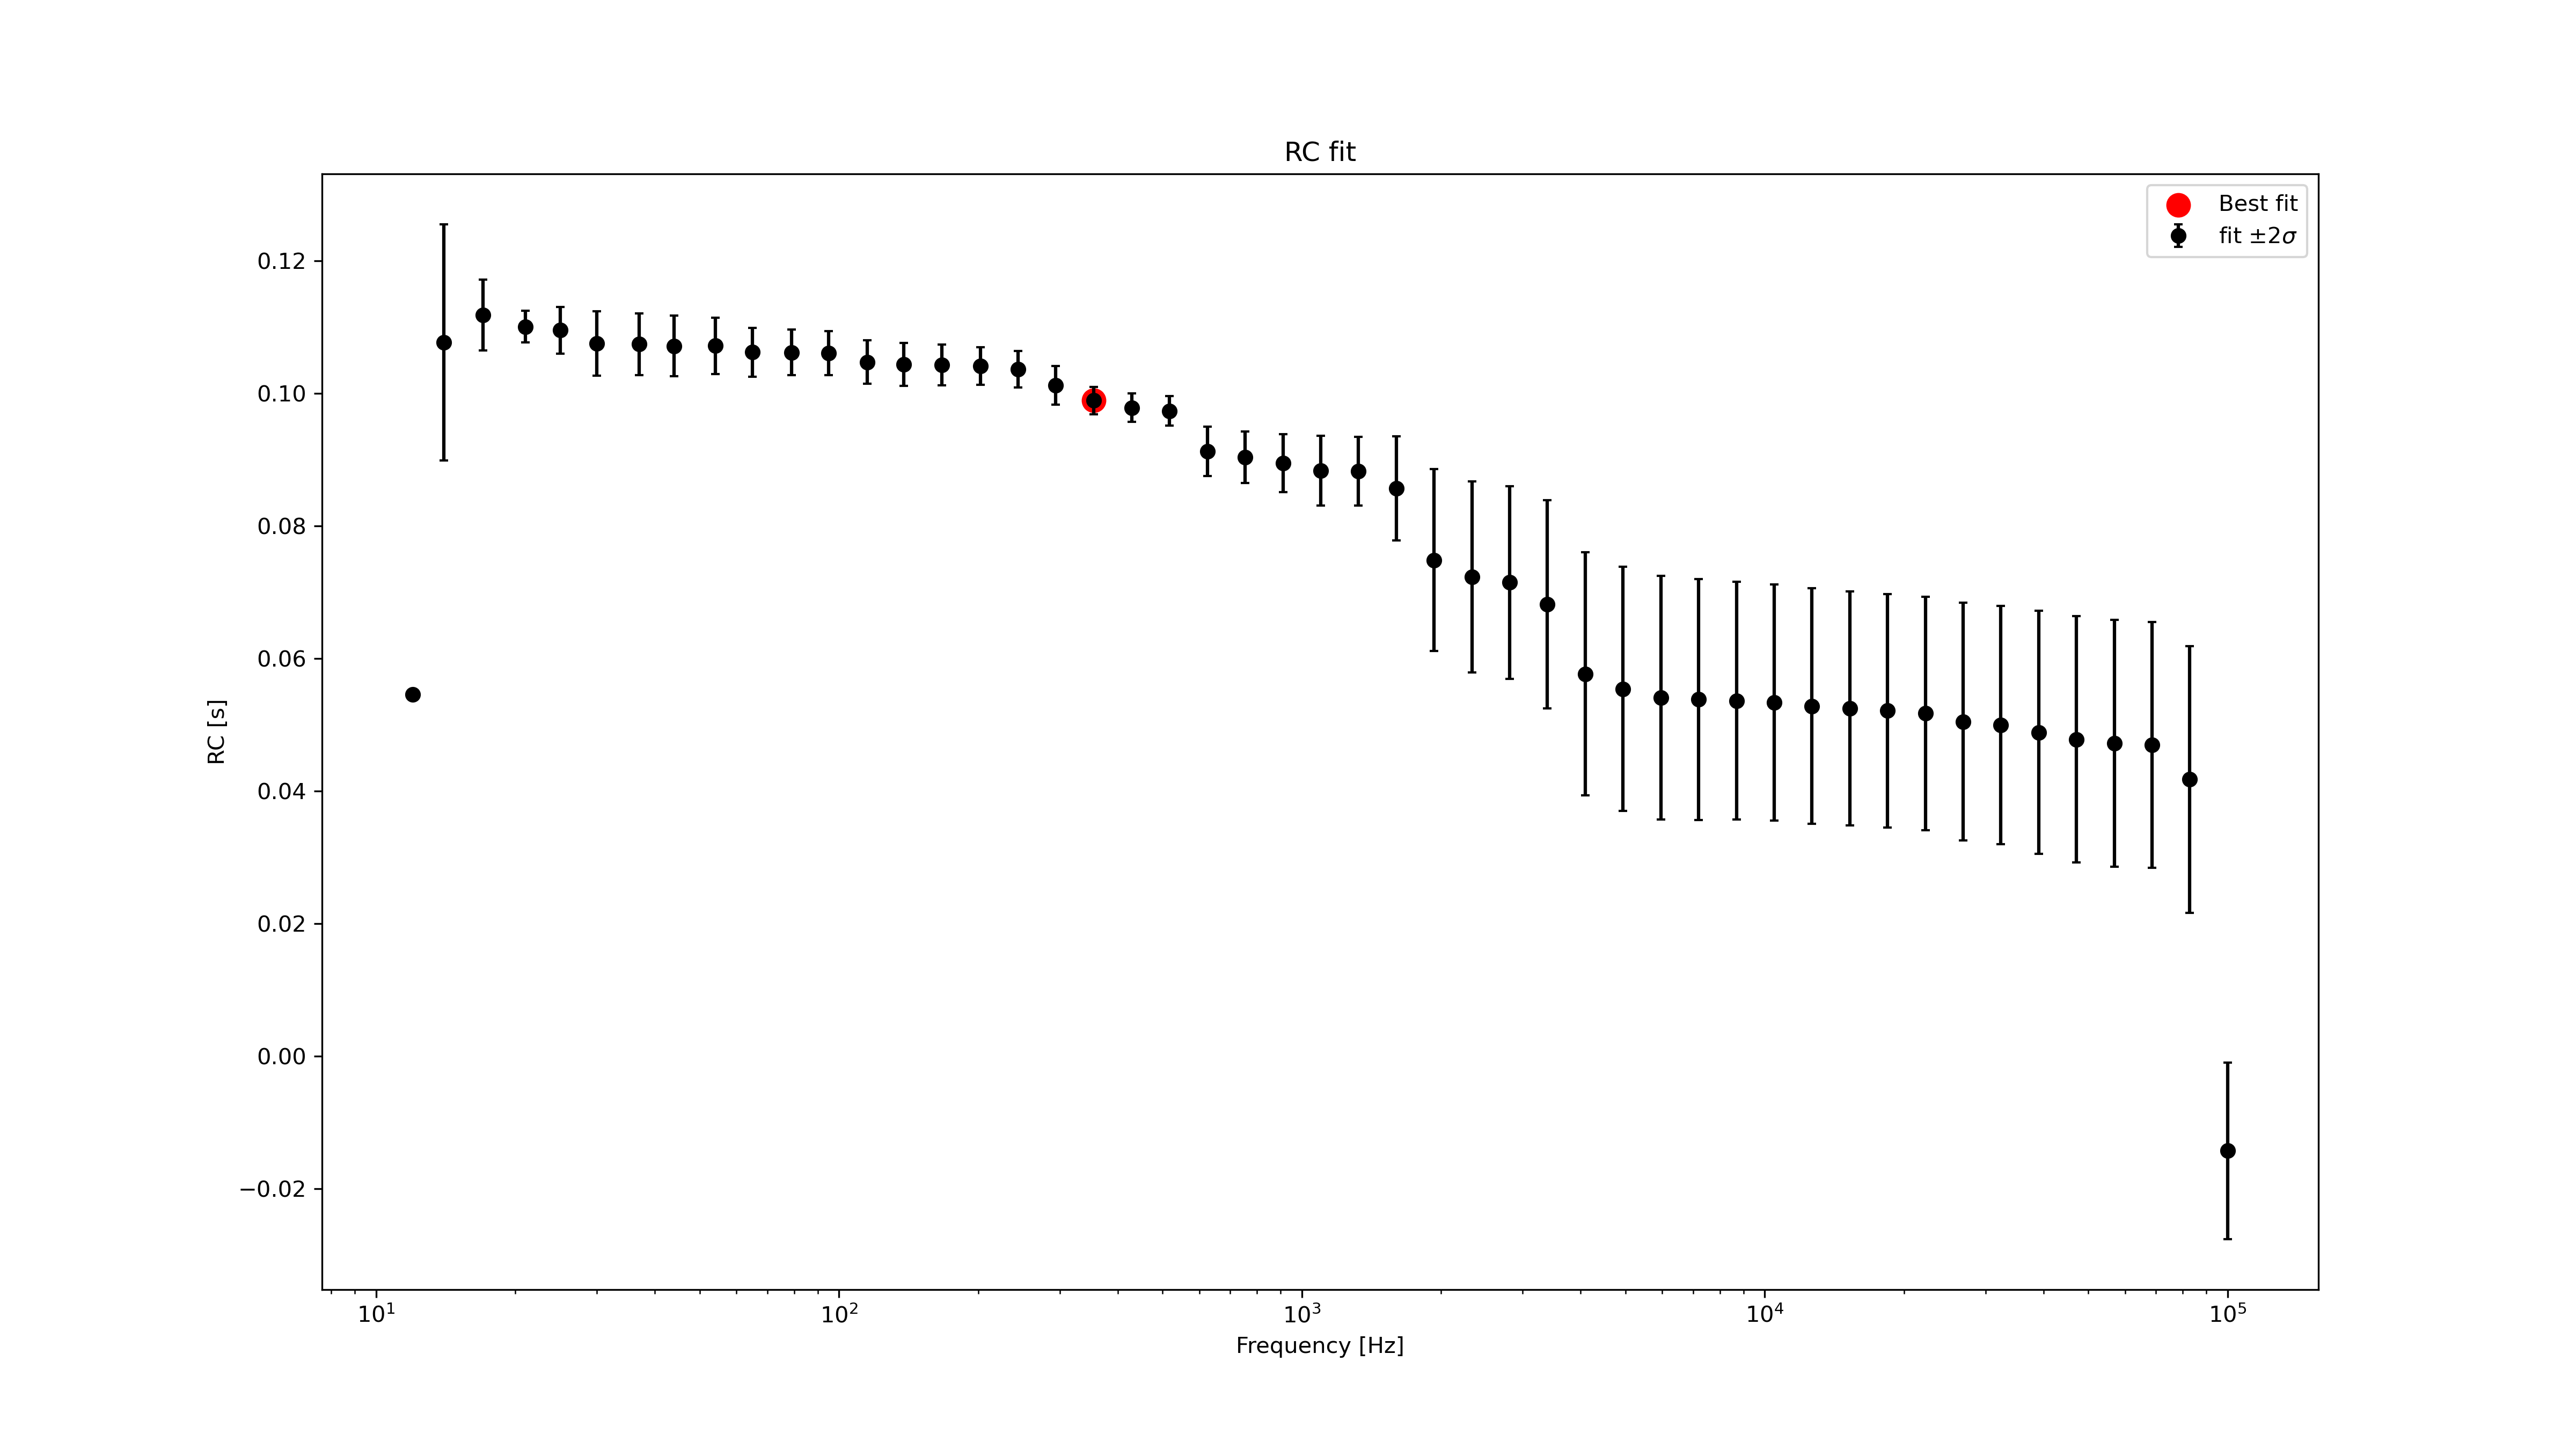 RC fit
Best fit
fit ±2σ
0.12
0.10
0.08
0.06
0.04
0.02
0.00
−0.02
RC [s]
10¹ 10² 10³ 10⁴ 10⁵
Frequency [Hz]